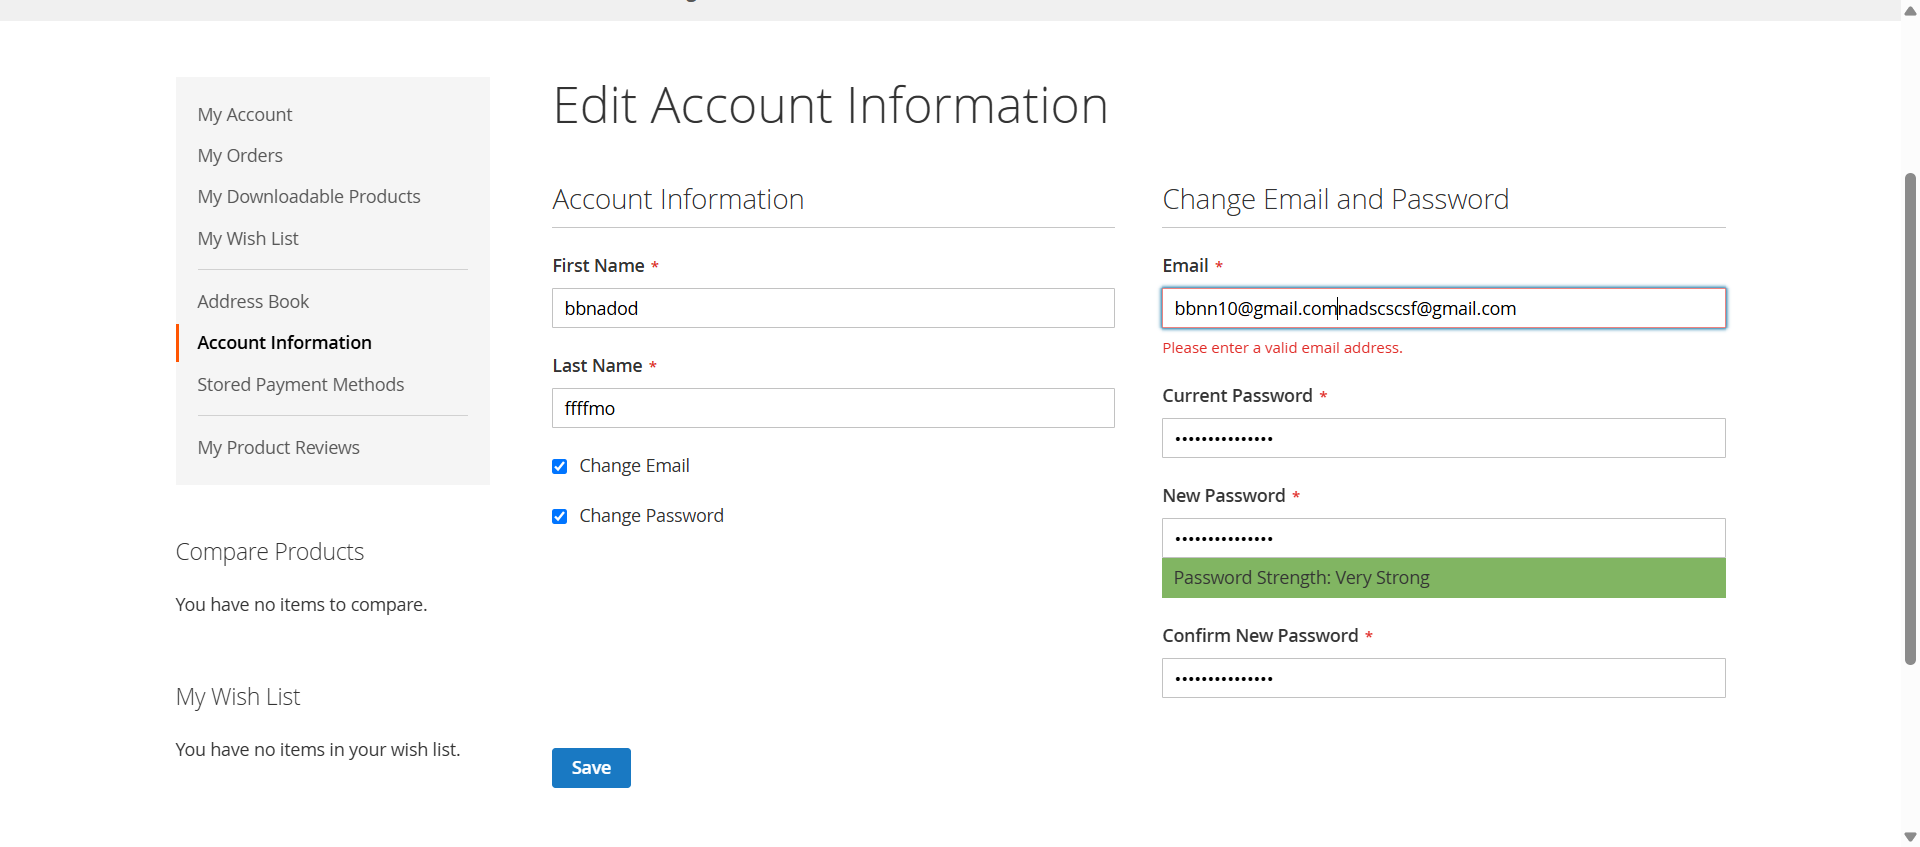 My Account
My Orders
My Downloadable Products
My Wish List
Address Book
Account Information
Stored Payment Methods
My Product Reviews
Compare Products
You have no items to compare.
My Wish List
You have no items in your wish list.
Edit Account Information
Account Information
First Name *
bbnadod
Last Name *
ffffmo
Change Email
Change Password
Change Email and Password
Email *
bbnn10@gmail.comnadscscsf@gmail.com
Please enter a valid email address.
Current Password *
•••••••••••••••
New Password *
•••••••••••••••
Password Strength: Very Strong
Confirm New Password *
•••••••••••••••
Save